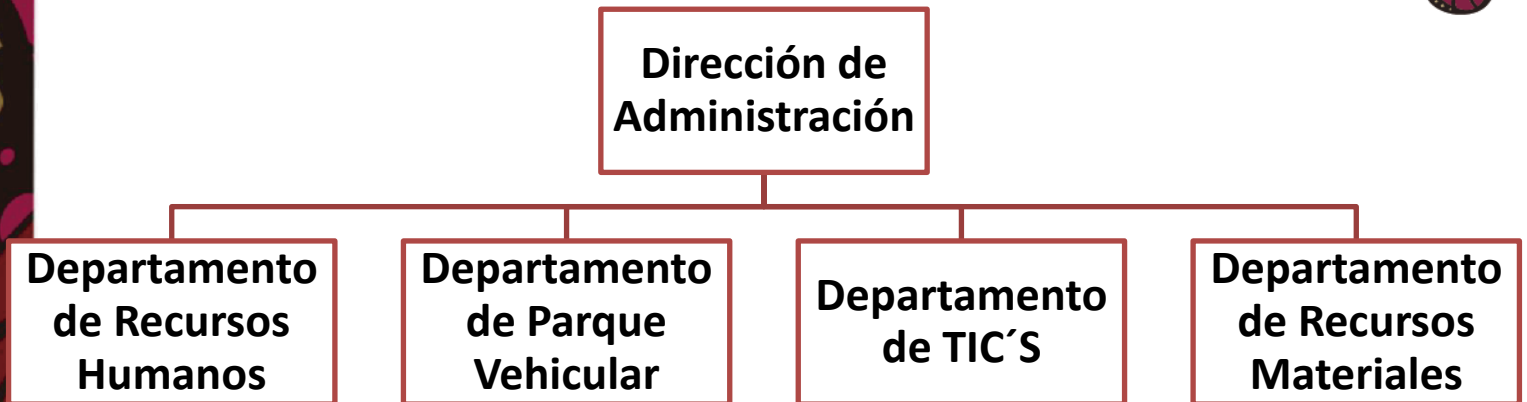 Dirección de
Administración
Departamento
de Recursos
Humanos
Departamento
de Parque
Vehicular
Departamento
de TIC´S
Departamento
de Recursos
Materiales